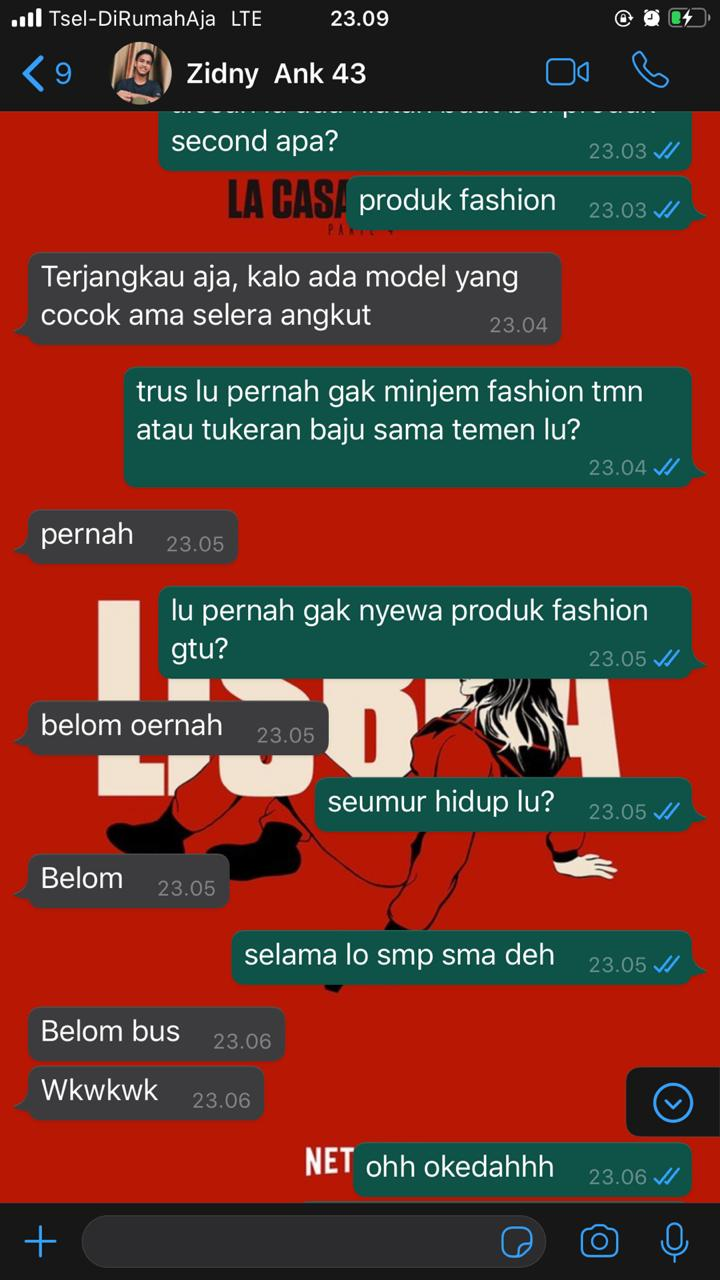 Tsel-DiRumahAja LTE 23.09
9 Zidny Ank 43
second apa?
23.03
LA CASA
produk fashion 23.03
Terjangkau aja, kalo ada model yang
cocok ama selera angkut
23.04
trus lu pernah gak minjem fashion tmn
atau tukeran baju sama temen lu?
23.04
pernah 23.05
lu pernah gak nyewa produk fashion
gtu?
23.05
belom oernah 23.05
seumur hidup lu? 23.05
Belom 23.05
selama lo smp sma deh 23.05
Belom bus 23.06
Wkwkwk 23.06
NET
ohh okedahhh 23.06